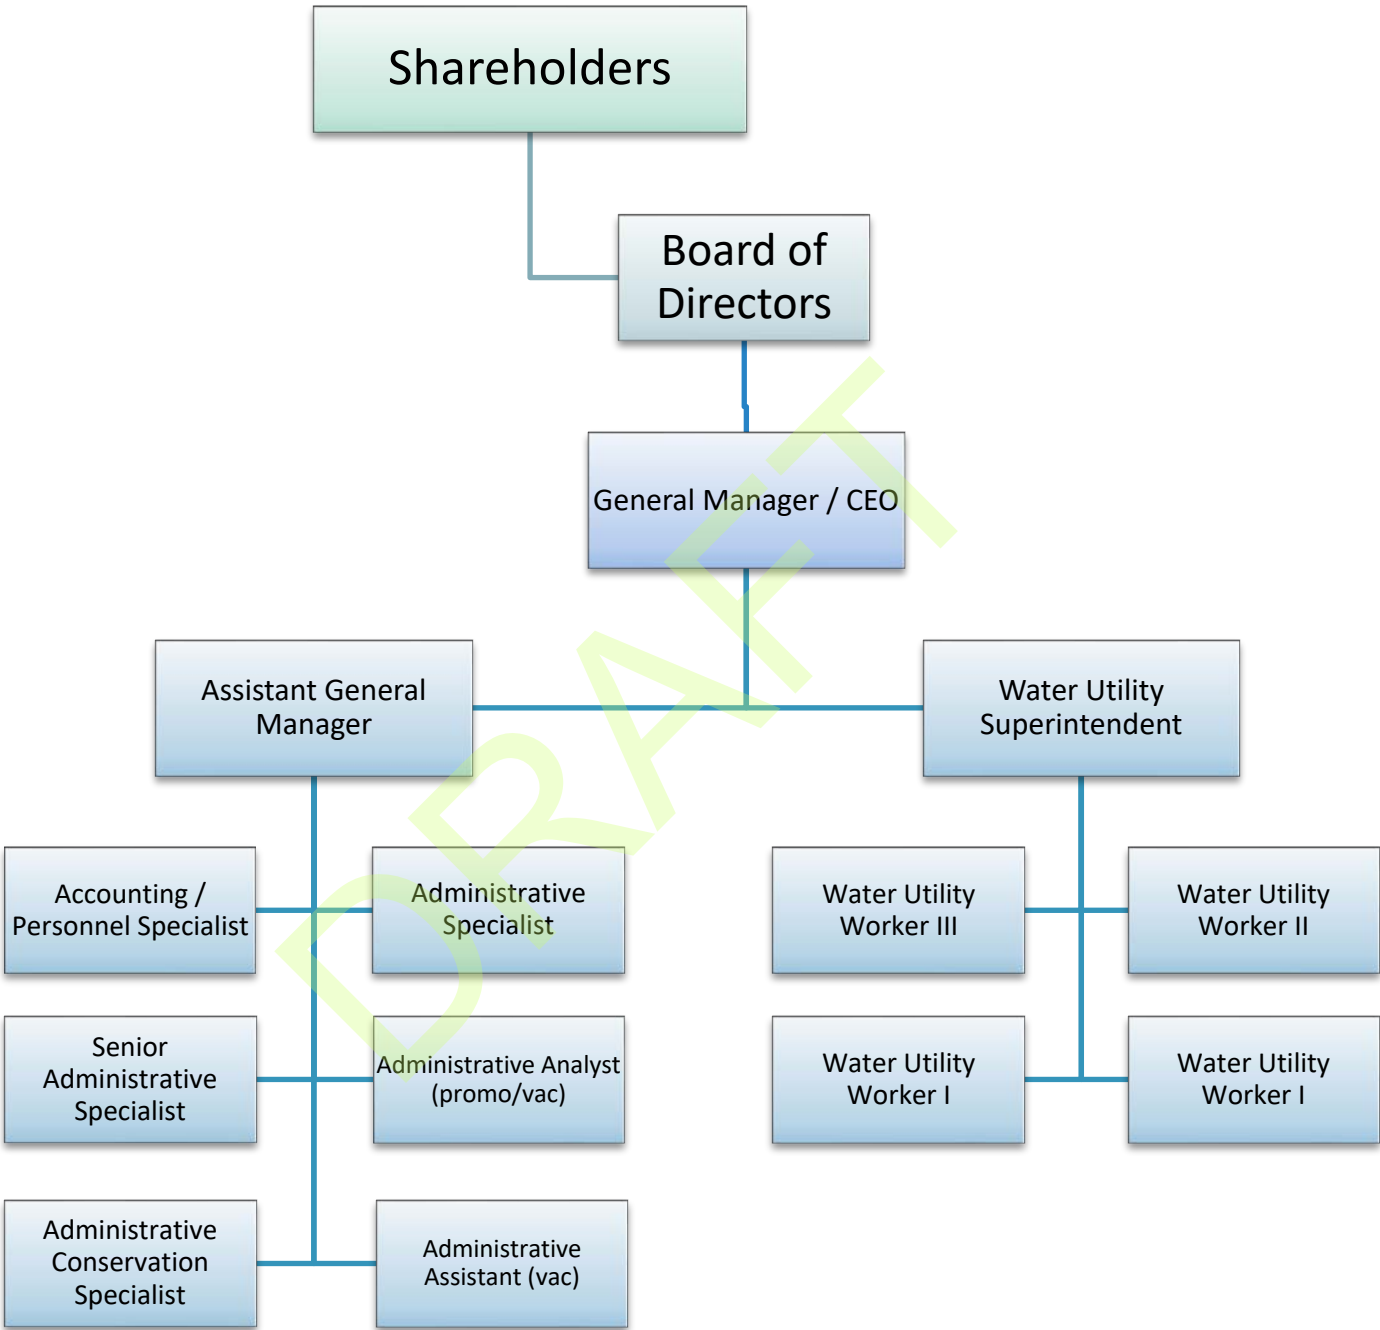 Shareholders
Board of
Directors
General Manager / CEO
Assistant General
Manager
Water Utility
Superintendent
Accounting /
Personnel Specialist
Administrative
Specialist
Water Utility
Worker III
Water Utility
Worker II
Senior
Administrative
Specialist
Administrative Analyst
(promo/vac)
Water Utility
Worker I
Water Utility
Worker I
Administrative
Conservation
Specialist
Administrative
Assistant (vac)
DRAFT